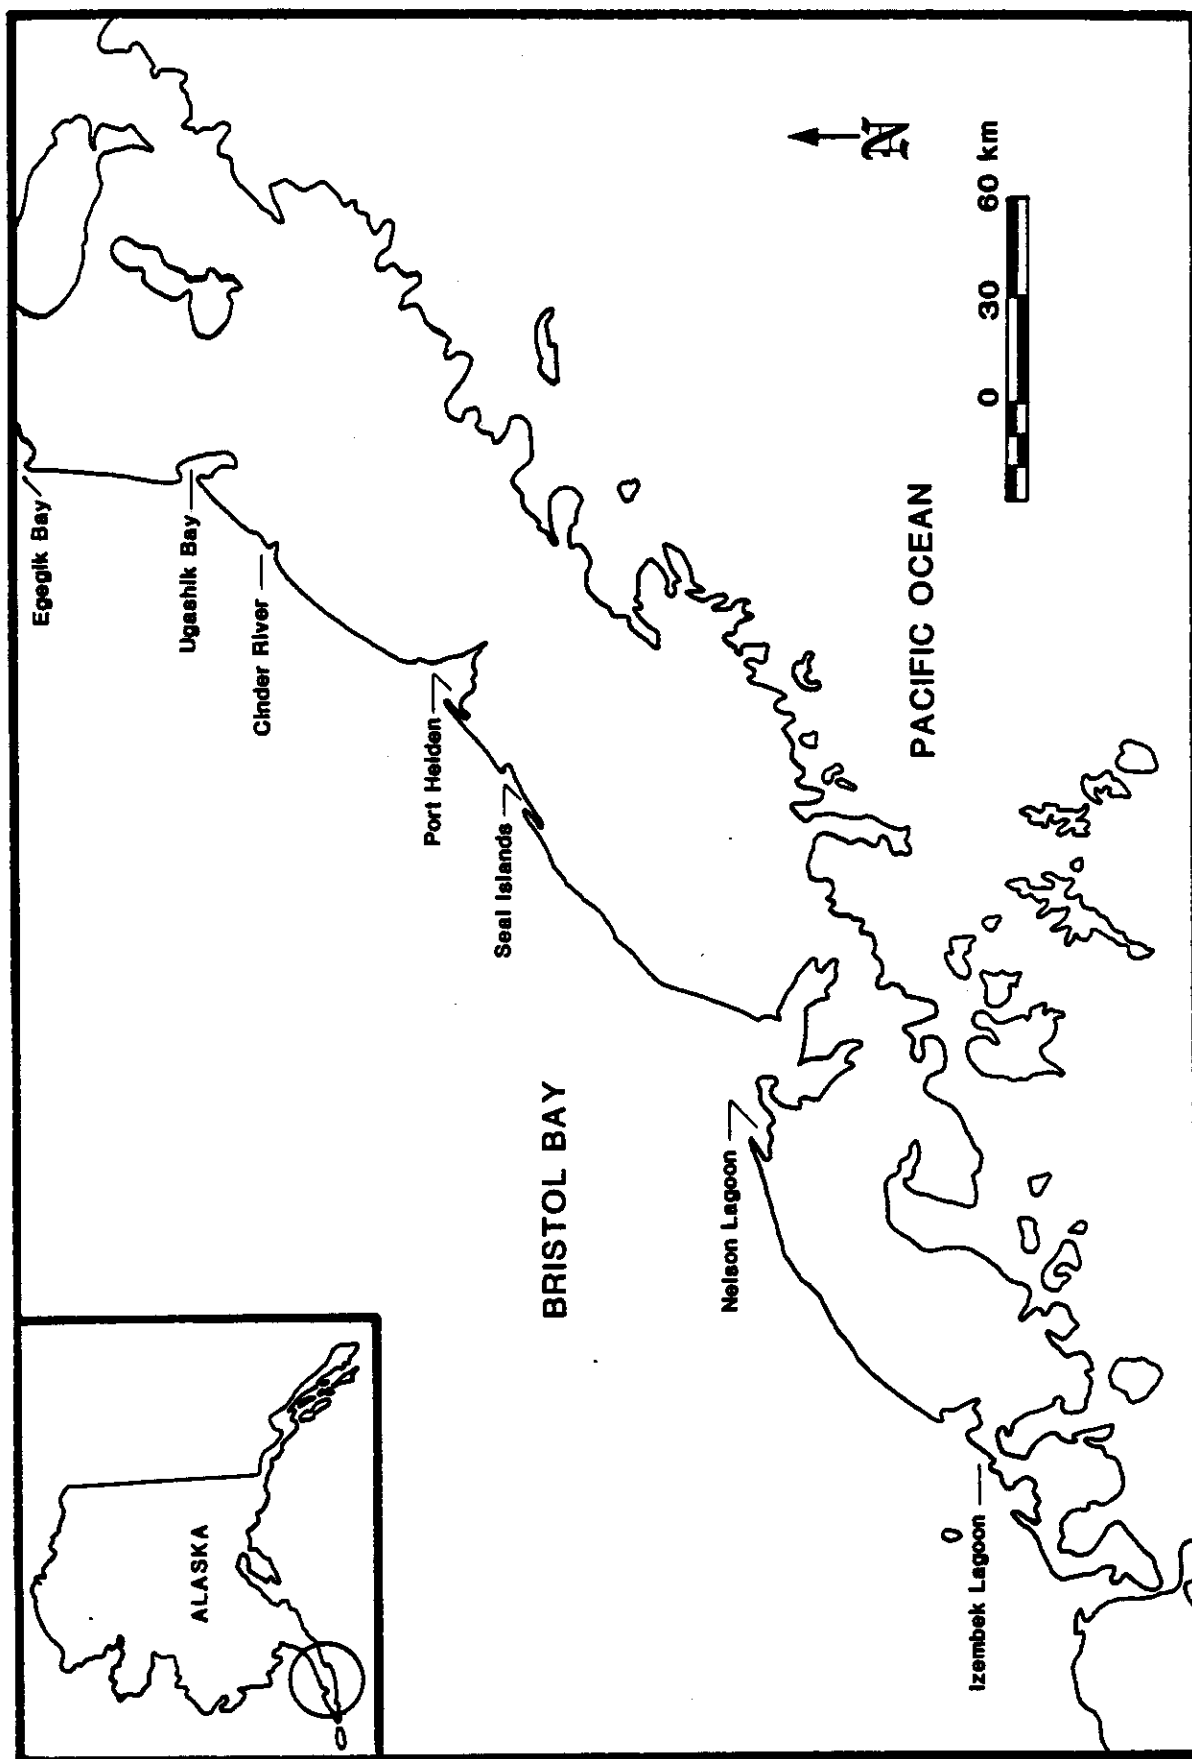 Egegik Bay
Ugashik Bay
Cinder River
Port Heiden
Seal Islands
Nelson Lagoon
Izembek Lagoon
BRISTOL BAY
PACIFIC OCEAN
N
0 30 60 km
ALASKA